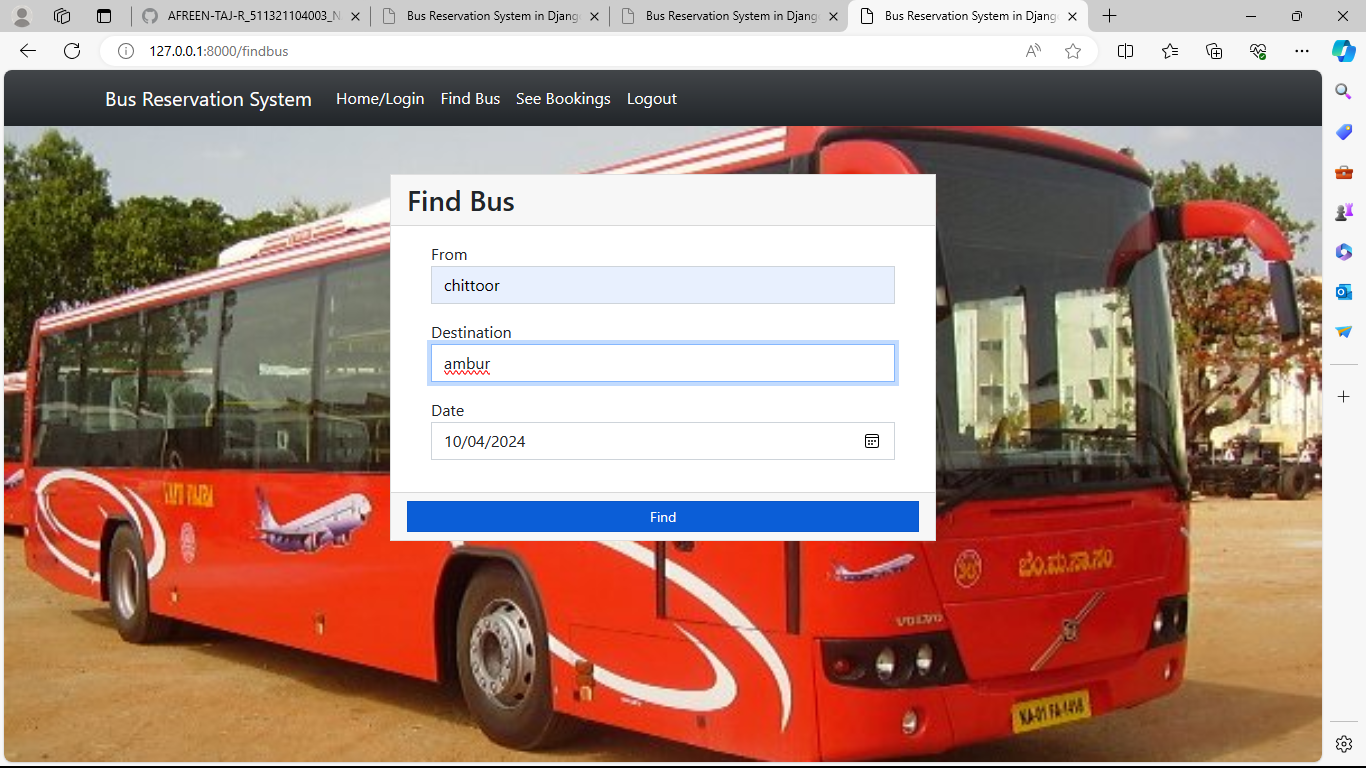 AFREEN-TAJ-R_511321104003_N
Bus Reservation System in Djang
Bus Reservation System in Djang
Bus Reservation System in Djang
127.0.0.1:8000/findbus
Bus Reservation System
Home/Login
Find Bus
See Bookings
Logout
Find Bus
From
chittoor
Destination
ambur
Date
10/04/2024
Find
ಬೆಂ.ಮ.ಸಾ.ಸಂ
VOLVO
KA-01 FA-1418